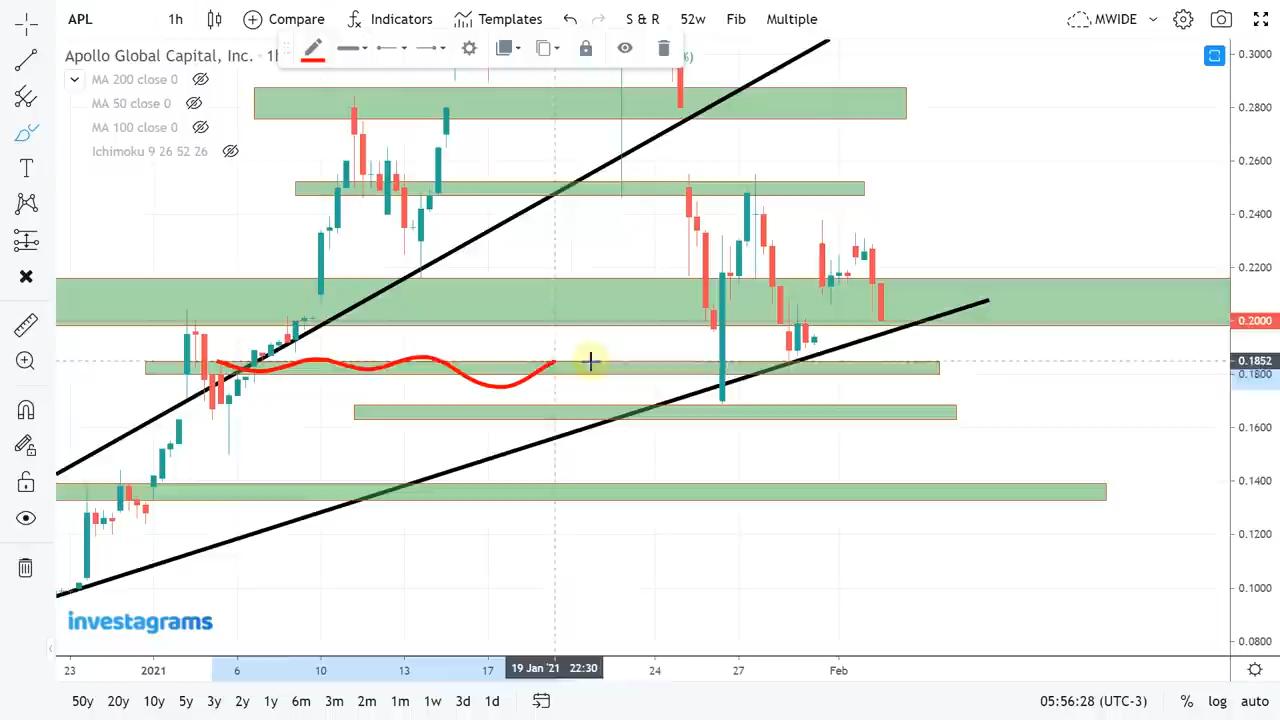 APL 1h Compare Indicators Templates S & R 52w Fib Multiple MWIDE
Apollo Global Capital, Inc. · 1h %)
MA 200 close 0
MA 50 close 0
MA 100 close 0
Ichimoku 9 26 52 26
0.3000
0.2800
0.2600
0.2400
0.2200
0.2000
0.1852
0.1800
0.1600
0.1400
0.1200
0.1000
0.0800
investagrams
23 2021 6 10 13 17 19 Jan '21 22:30 24 27 Feb
50y 20y 10y 5y 3y 2y 1y 6m 3m 2m 1m 1w 3d 1d 05:56:28 (UTC-3) % log auto